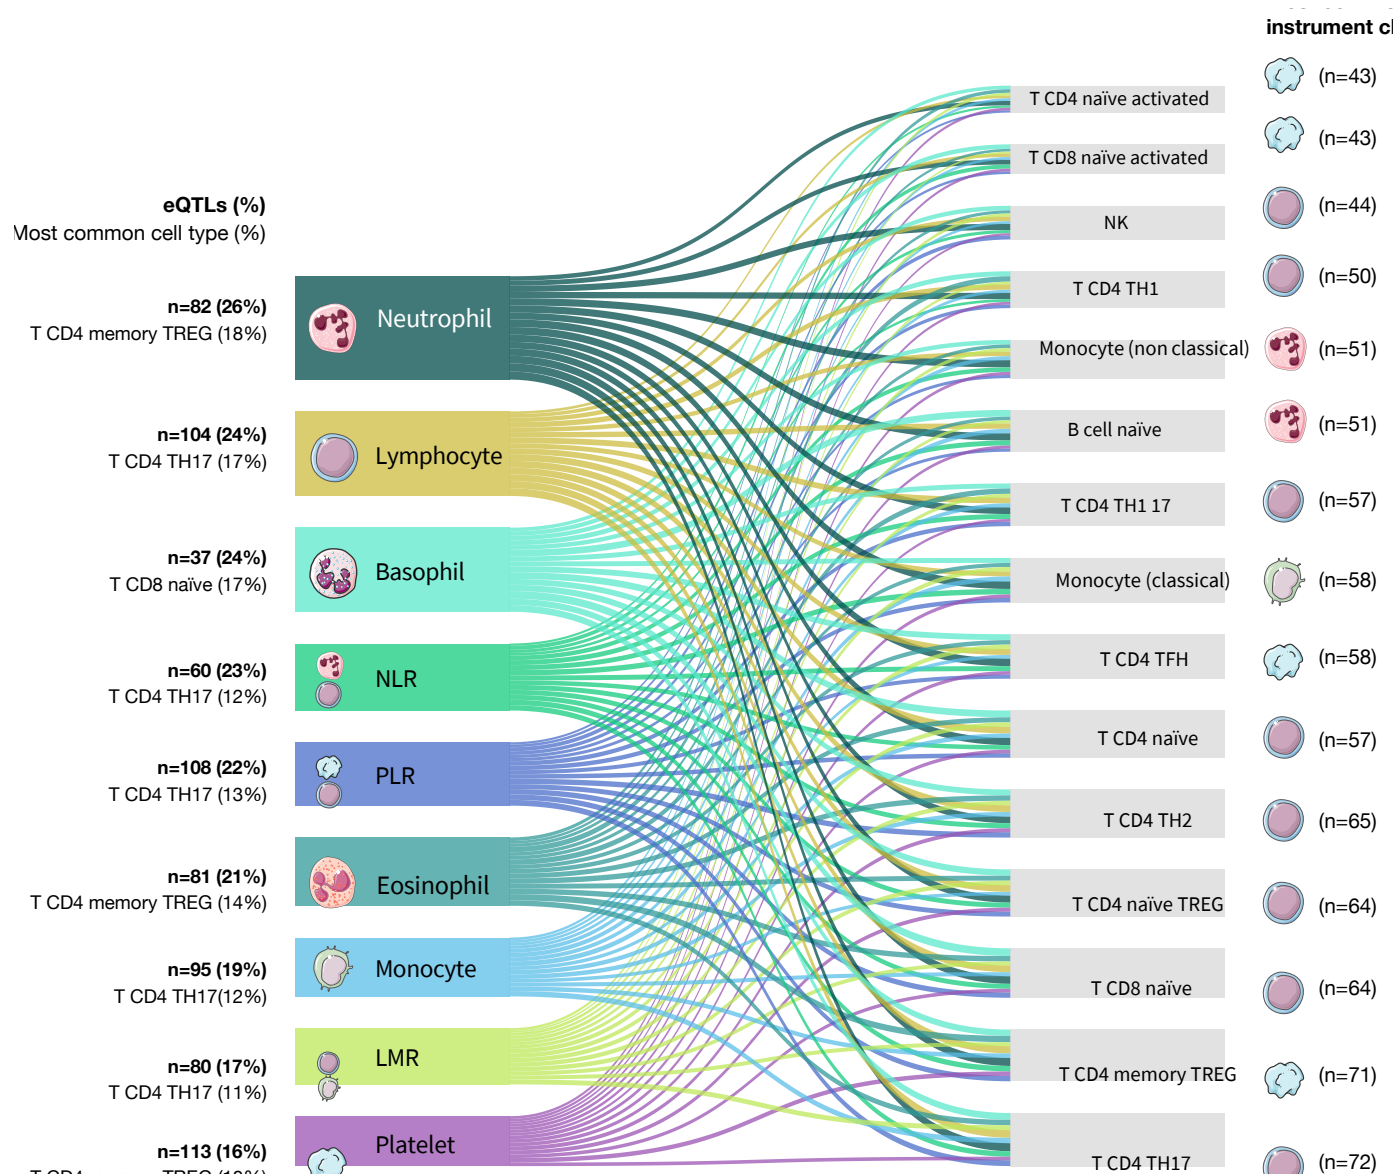 instrument
eQTLs (%)
Most common cell type (%)
n=82 (26%)
T CD4 memory TREG (18%)
n=104 (24%)
T CD4 TH17 (17%)
n=37 (24%)
T CD8 naïve (17%)
n=60 (23%)
T CD4 TH17 (12%)
n=108 (22%)
T CD4 TH17 (13%)
n=81 (21%)
T CD4 memory TREG (14%)
n=95 (19%)
T CD4 TH17(12%)
n=80 (17%)
T CD4 TH17 (11%)
n=113 (16%)
Neutrophil
Lymphocyte
Basophil
NLR
PLR
Eosinophil
Monocyte
LMR
Platelet
T CD4 naïve activated
T CD8 naïve activated
NK
T CD4 TH1
Monocyte (non classical)
B cell naïve
T CD4 TH1 17
Monocyte (classical)
T CD4 TFH
T CD4 naïve
T CD4 TH2
T CD4 naïve TREG
T CD8 naïve
T CD4 memory TREG
T CD4 TH17
(n=43)
(n=43)
(n=44)
(n=50)
(n=51)
(n=51)
(n=57)
(n=58)
(n=58)
(n=57)
(n=65)
(n=64)
(n=64)
(n=71)
(n=72)